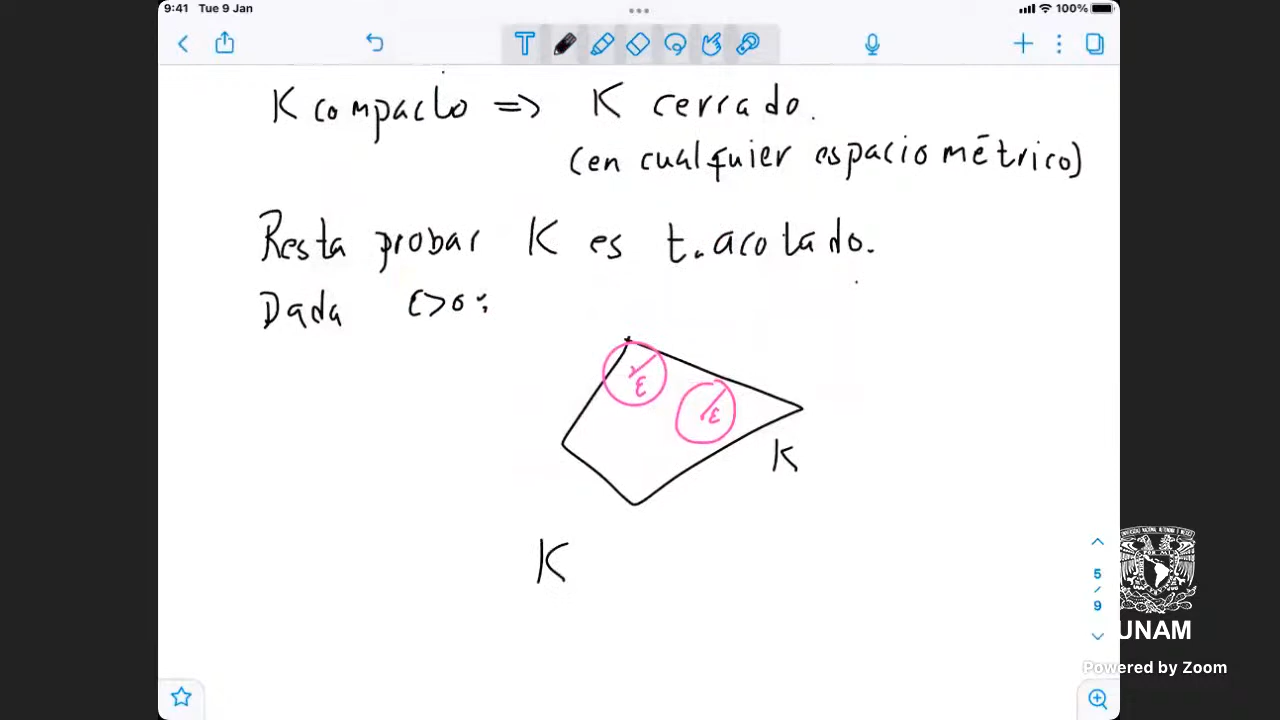 9:41 Tue 9 Jan
100%
K compacto => K cerrado.
(en cualquier espacio métrico)
Resta probar K es t. acotado.
Dada ε>0:
ε
ε
K
K
5
9
UNAM
Powered by Zoom